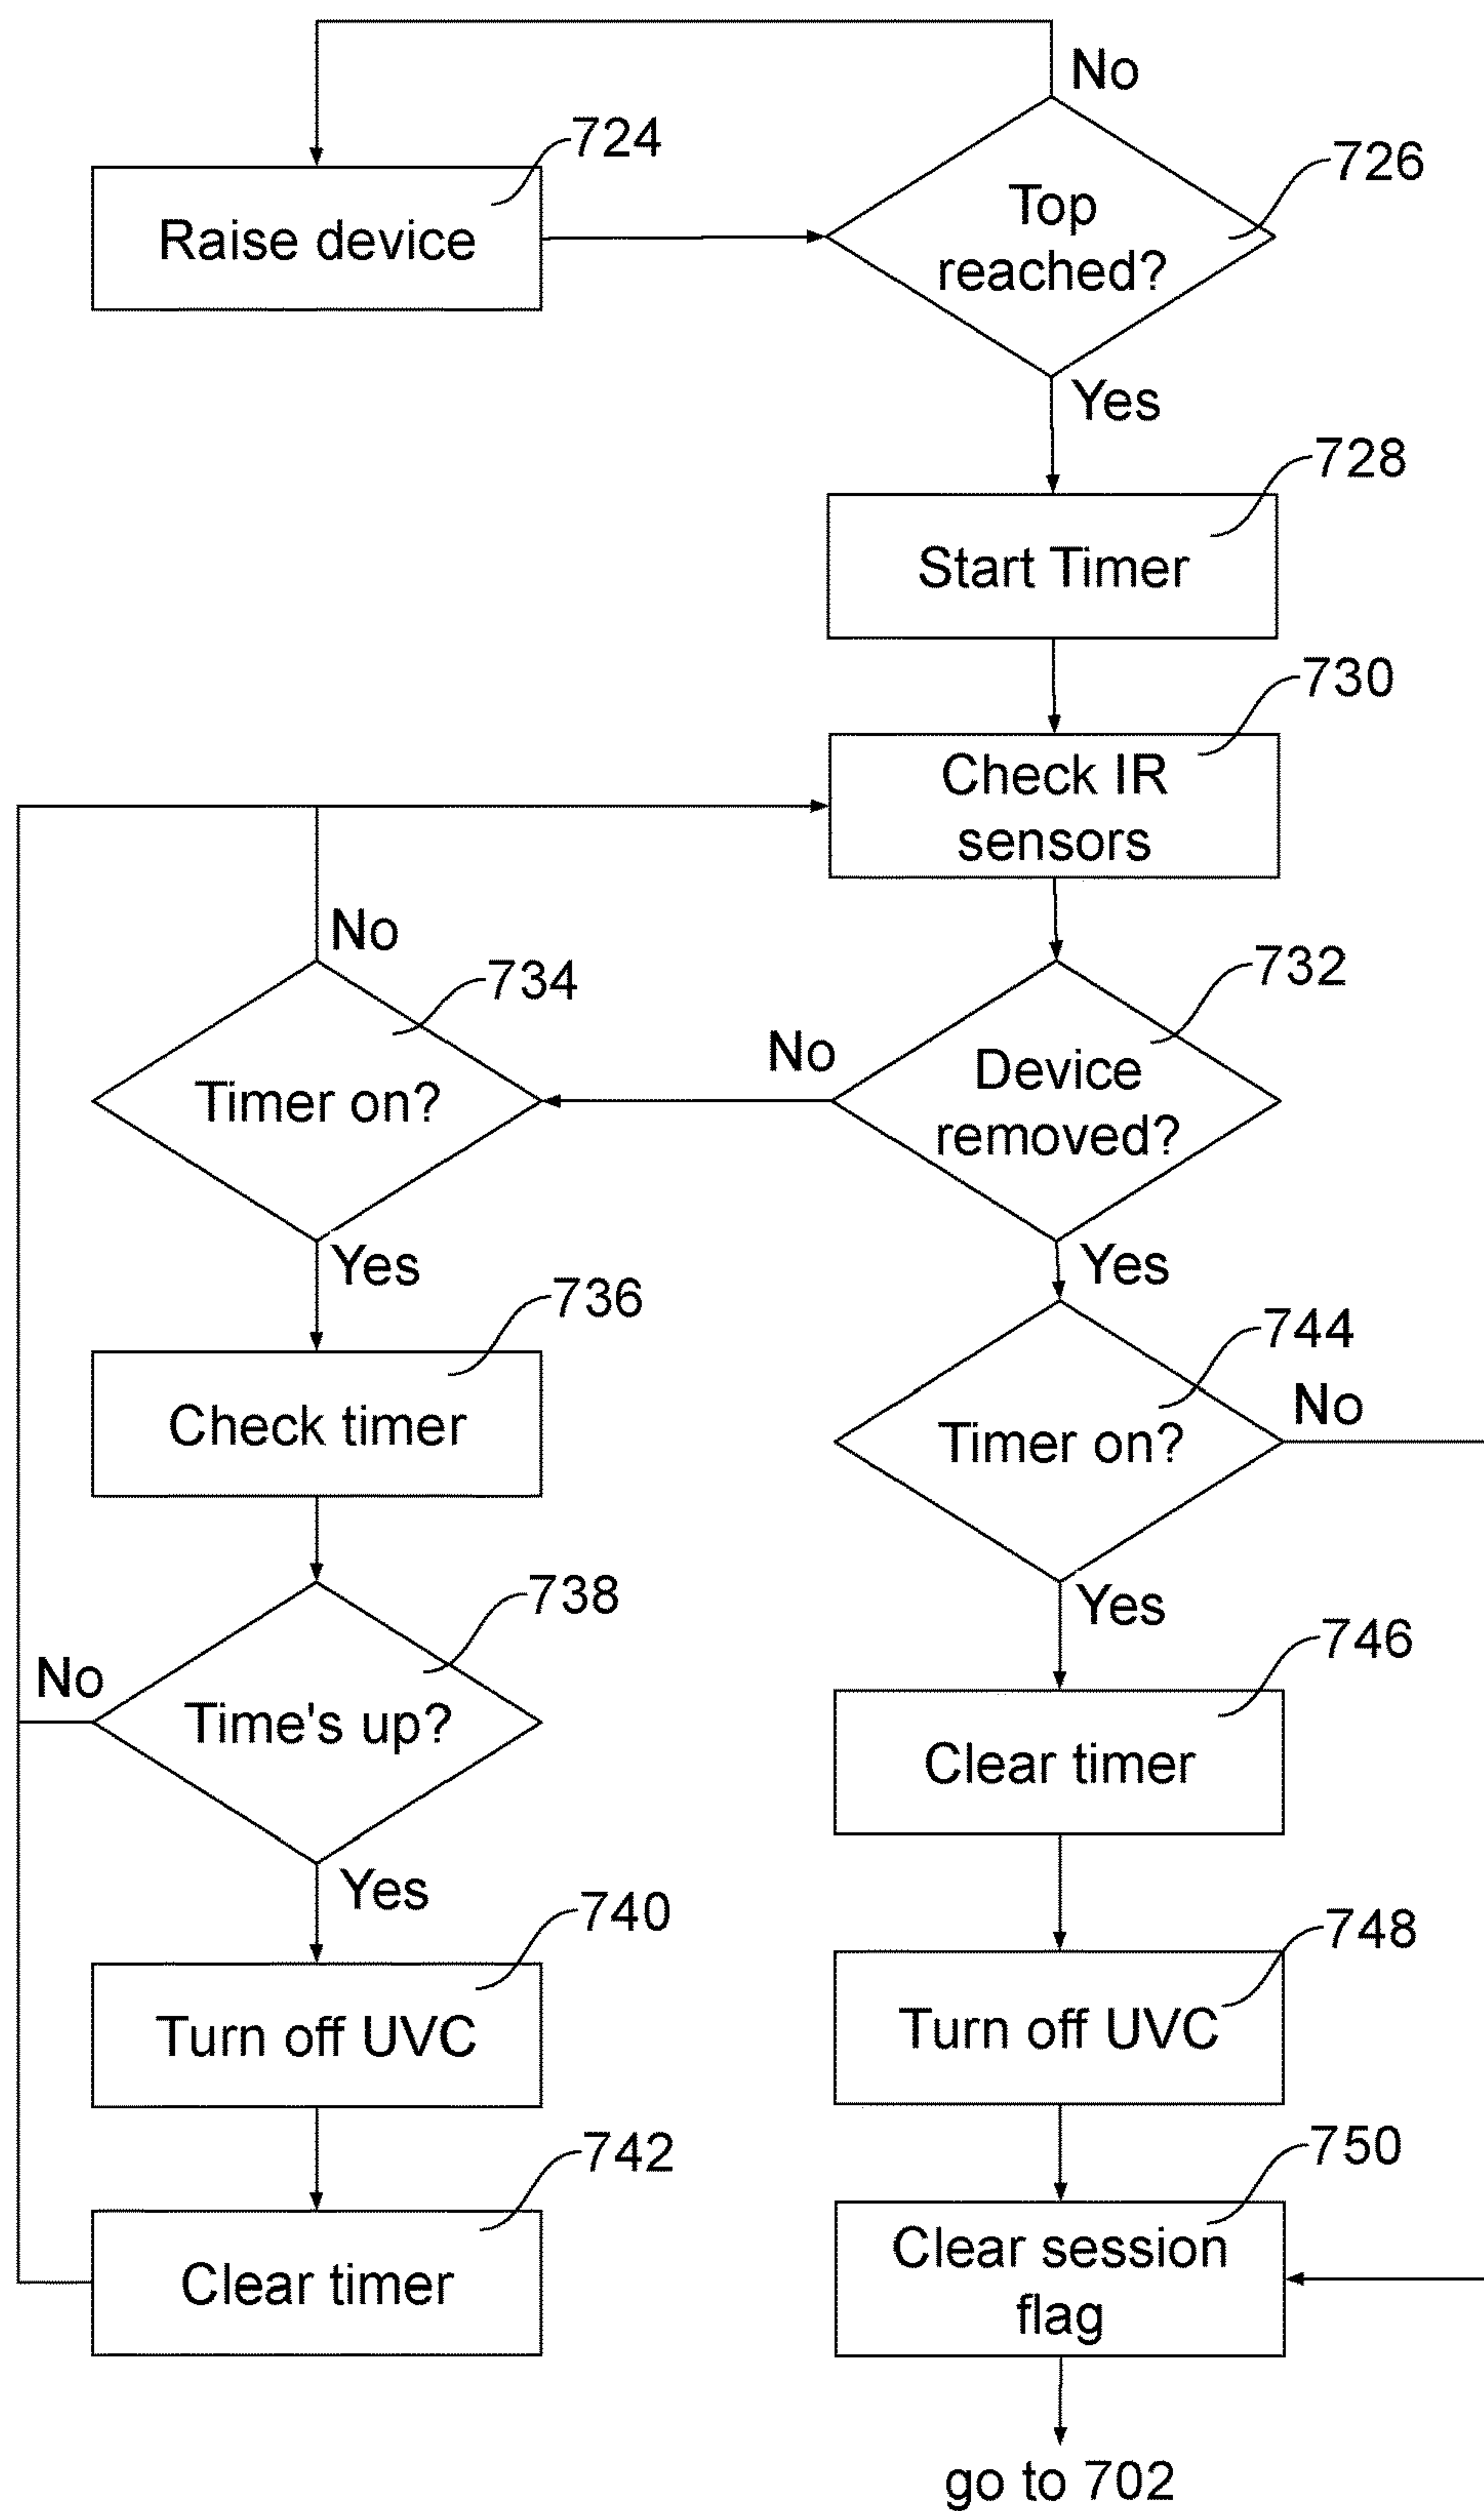 No
724
726
Raise device
Top
reached?
Yes
728
Start Timer
730
Check IR
sensors
No
734
732
No
Timer on?
Device
removed?
Yes
Yes
736
744
No
Check timer
Timer on?
738
Yes
746
No
Time's up?
Clear timer
Yes
740
748
Turn off UVC
Turn off UVC
742
750
Clear timer
Clear session
flag
go to 702